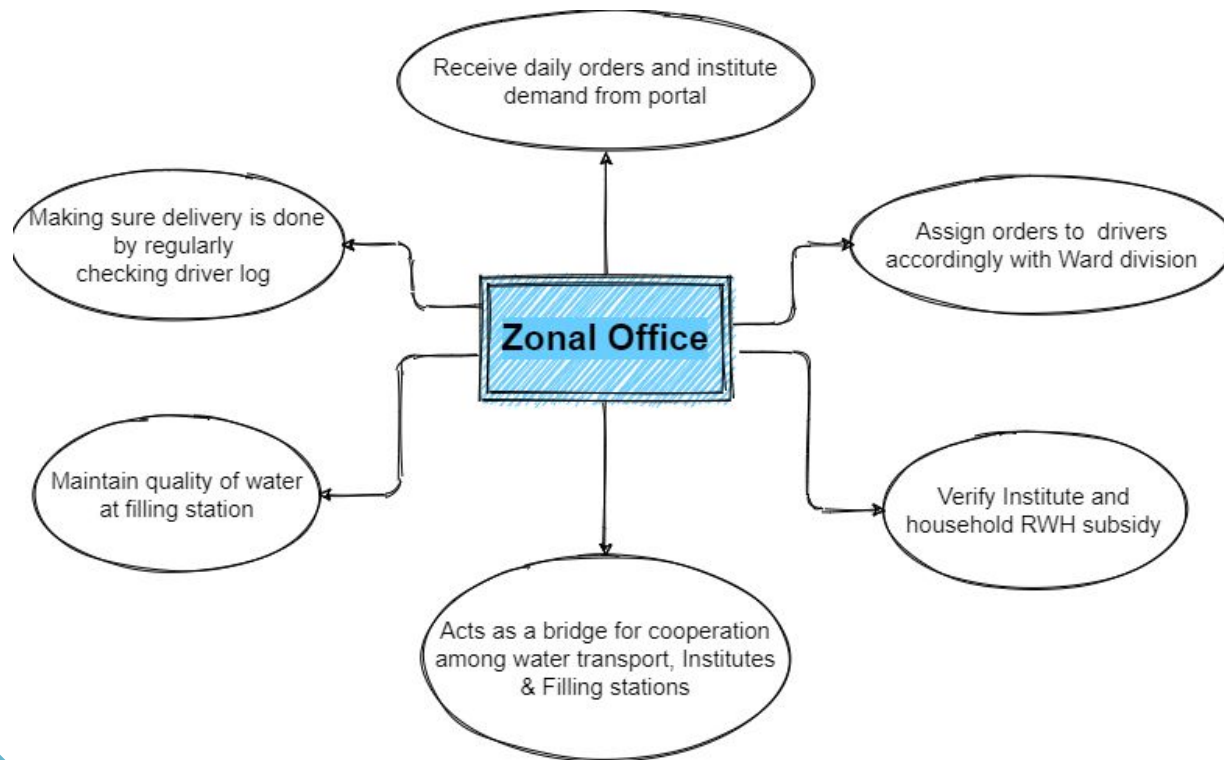 Receive daily orders and institute
demand from portal
Making sure delivery is done
by regularly
checking driver log
Assign orders to drivers
accordingly with Ward division
Zonal Office
Maintain quality of water
at filling station
Verify Institute and
household RWH subsidy
Acts as a bridge for cooperation
among water transport, Institutes
& Filling stations